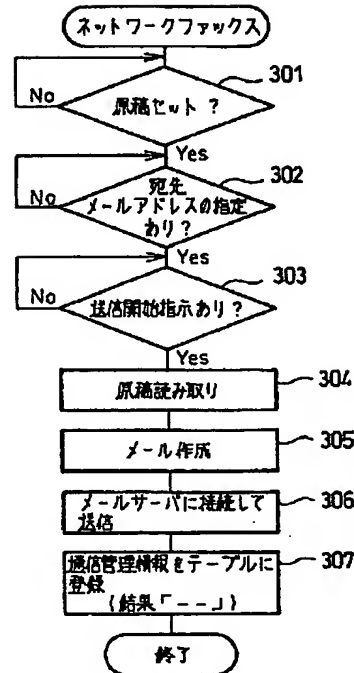 ネットワークファックス
301
原稿セット？
No
Yes
302
宛先
メールアドレスの指定
あり？
No
Yes
303
送信開始指示あり？
No
Yes
原稿読み取り
304
メール作成
305
メールサーバに接続して
送信
306
通信管理情報をテーブルに
登録
(結果「－－」)
307
終了